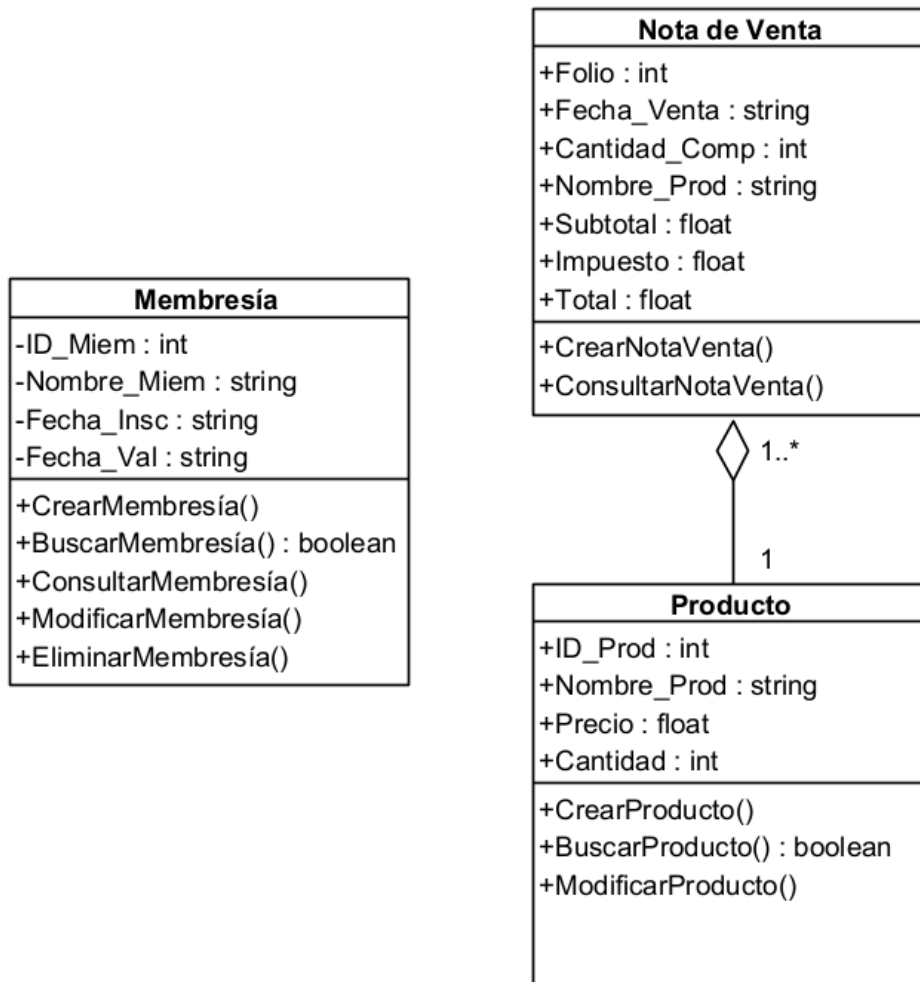 Nota de Venta
+Folio : int
+Fecha_Venta : string
+Cantidad_Comp : int
+Nombre_Prod : string
+Subtotal : float
+Impuesto : float
+Total : float
+CrearNotaVenta()
+ConsultarNotaVenta()
1..*
1
Membresía
-ID_Miem : int
-Nombre_Miem : string
-Fecha_Insc : string
-Fecha_Val : string
+CrearMembresía()
+BuscarMembresía() : boolean
+ConsultarMembresía()
+ModificarMembresía()
+EliminarMembresía()
Producto
+ID_Prod : int
+Nombre_Prod : string
+Precio : float
+Cantidad : int
+CrearProducto()
+BuscarProducto() : boolean
+ModificarProducto()